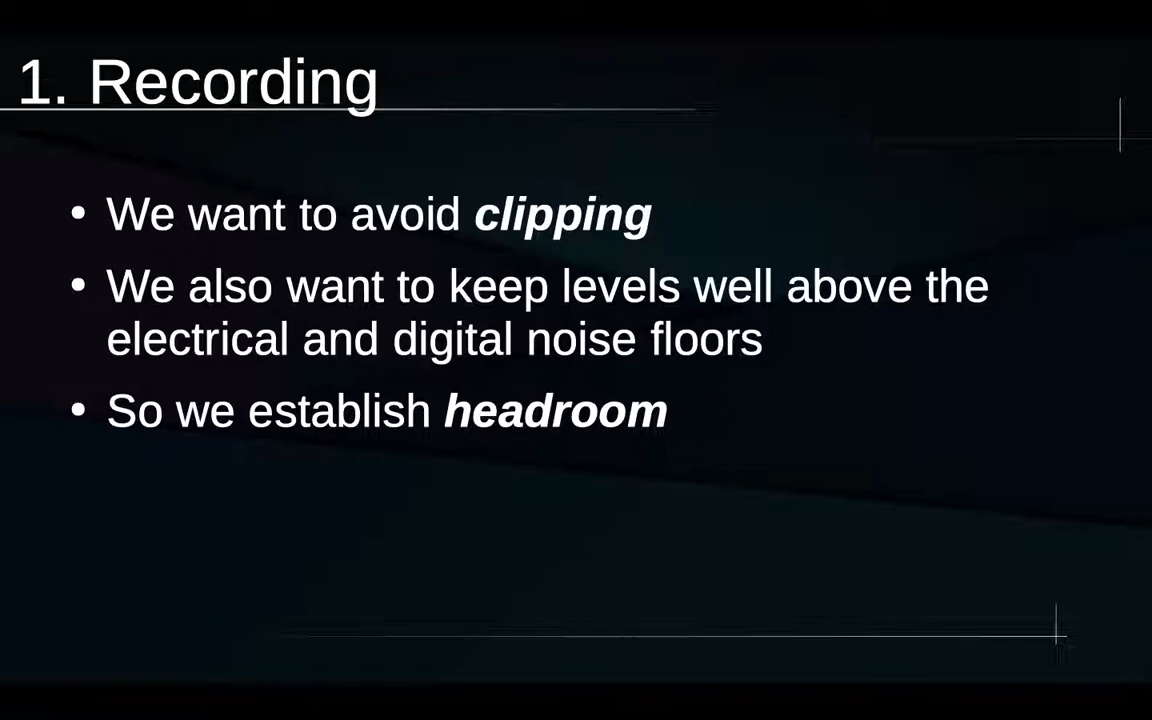 1. Recording
• We want to avoid clipping
• We also want to keep levels well above the
electrical and digital noise floors
• So we establish headroom